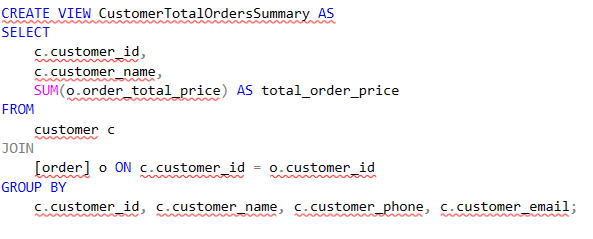 CREATE VIEW CustomerTotalOrdersSummary AS
SELECT
    c.customer_id,
    c.customer_name,
    SUM(o.order_total_price) AS total_order_price
FROM
    customer c
JOIN
    [order] o ON c.customer_id = o.customer_id
GROUP BY
    c.customer_id, c.customer_name, c.customer_phone, c.customer_email;